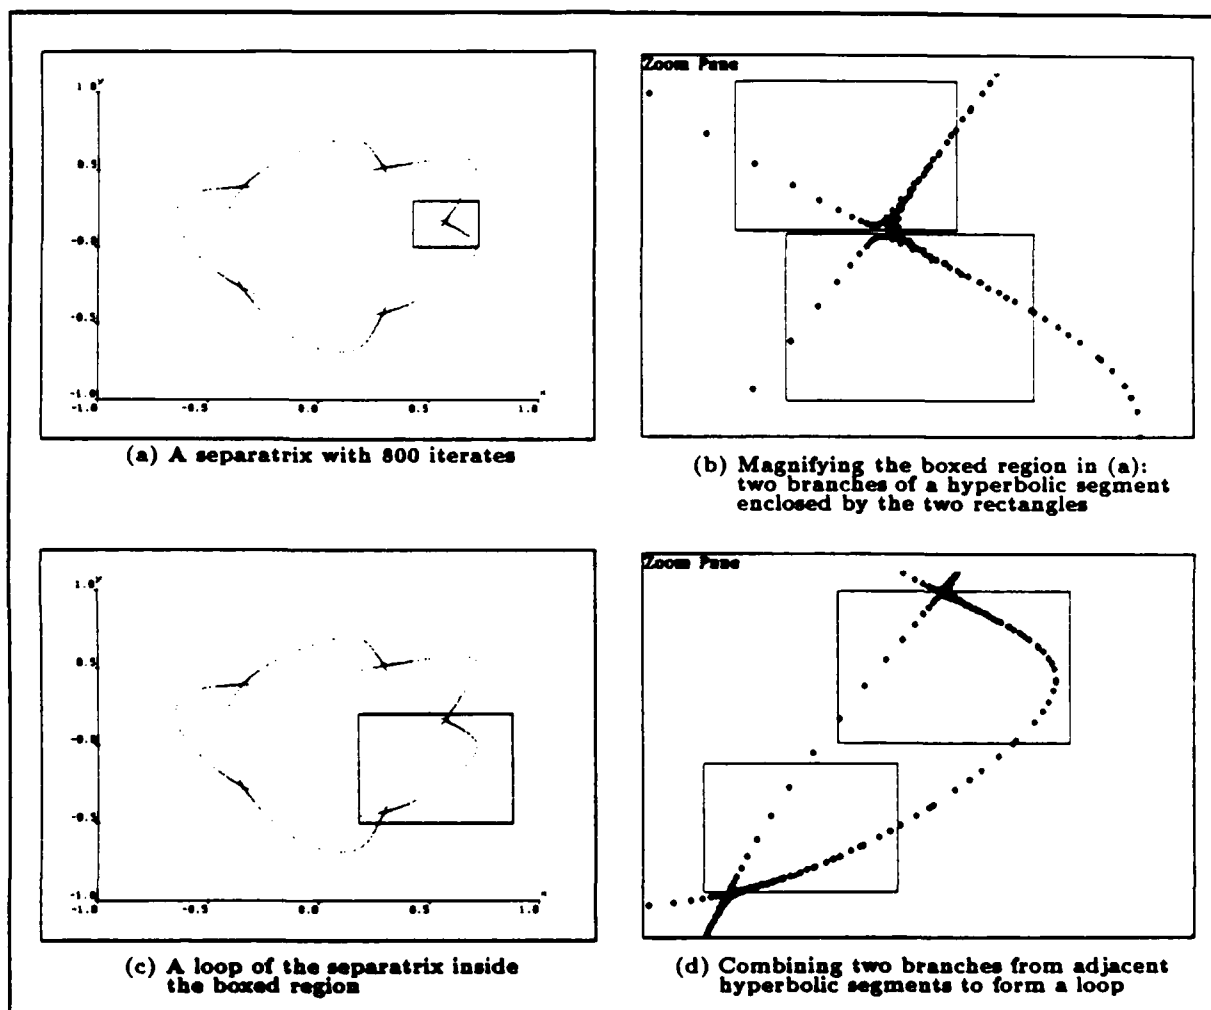 1.0
y
0.5
-0.0
-0.5
-1.0
-1.0
-0.5
0.0
0.5
1.0
x
(a) A separatrix with 800 iterates
Zoom Pane
(b) Magnifying the boxed region in (a):
two branches of a hyperbolic segment
enclosed by the two rectangles
1.0
y
0.5
-0.0
-0.5
-1.0
-1.0
-0.5
0.0
0.5
1.0
x
(c) A loop of the separatrix inside
the boxed region
Zoom Pane
(d) Combining two branches from adjacent
hyperbolic segments to form a loop